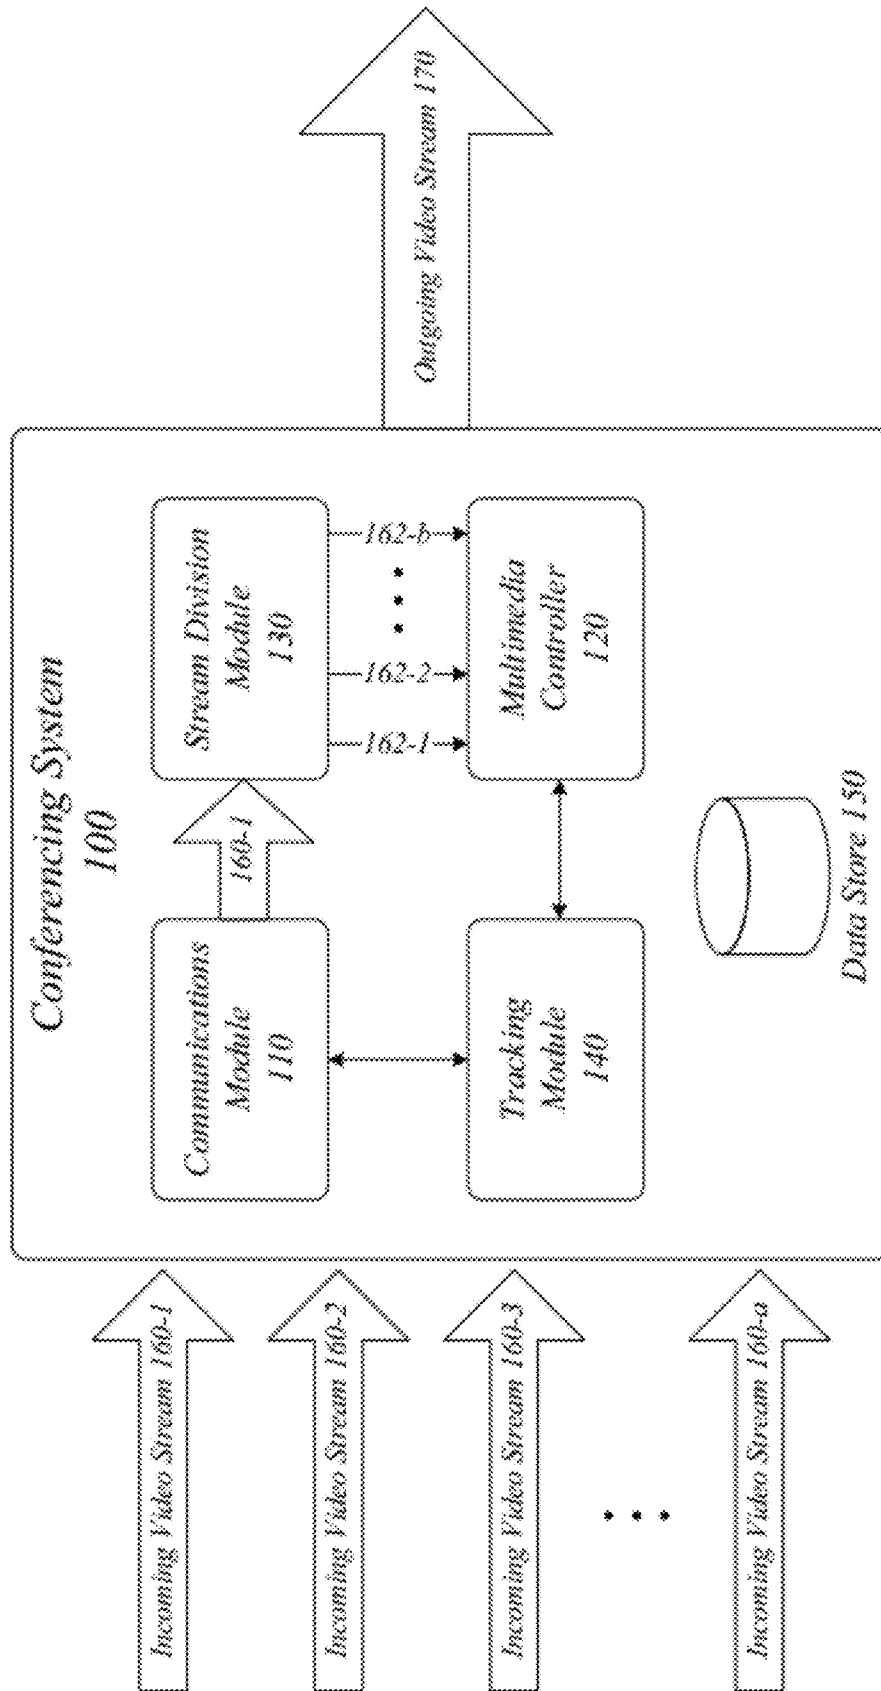 Conferencing System
100
Incoming Video Stream 160-1
Incoming Video Stream 160-2
Incoming Video Stream 160-3
Incoming Video Stream 160-a
Communications
Module
110
160-1
Stream Division
Module
130
162-1
162-2
162-b
Tracking
Module
140
Multimedia
Controller
120
Data Store 150
Outgoing Video Stream 170